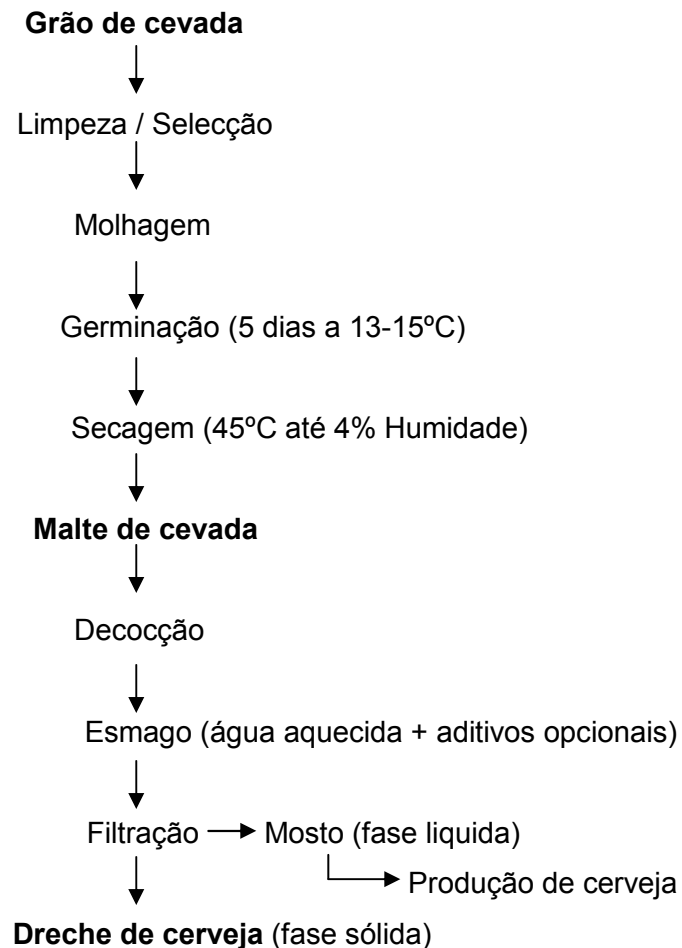 Grão de cevada
Limpeza / Selecção
Molhagem
Germinação (5 dias a 13-15ºC)
Secagem (45ºC até 4% Humidade)
Malte de cevada
Decocção
Esmago (água aquecida + aditivos opcionais)
Filtração Mosto (fase liquida)
Produção de cerveja
Dreche de cerveja (fase sólida)